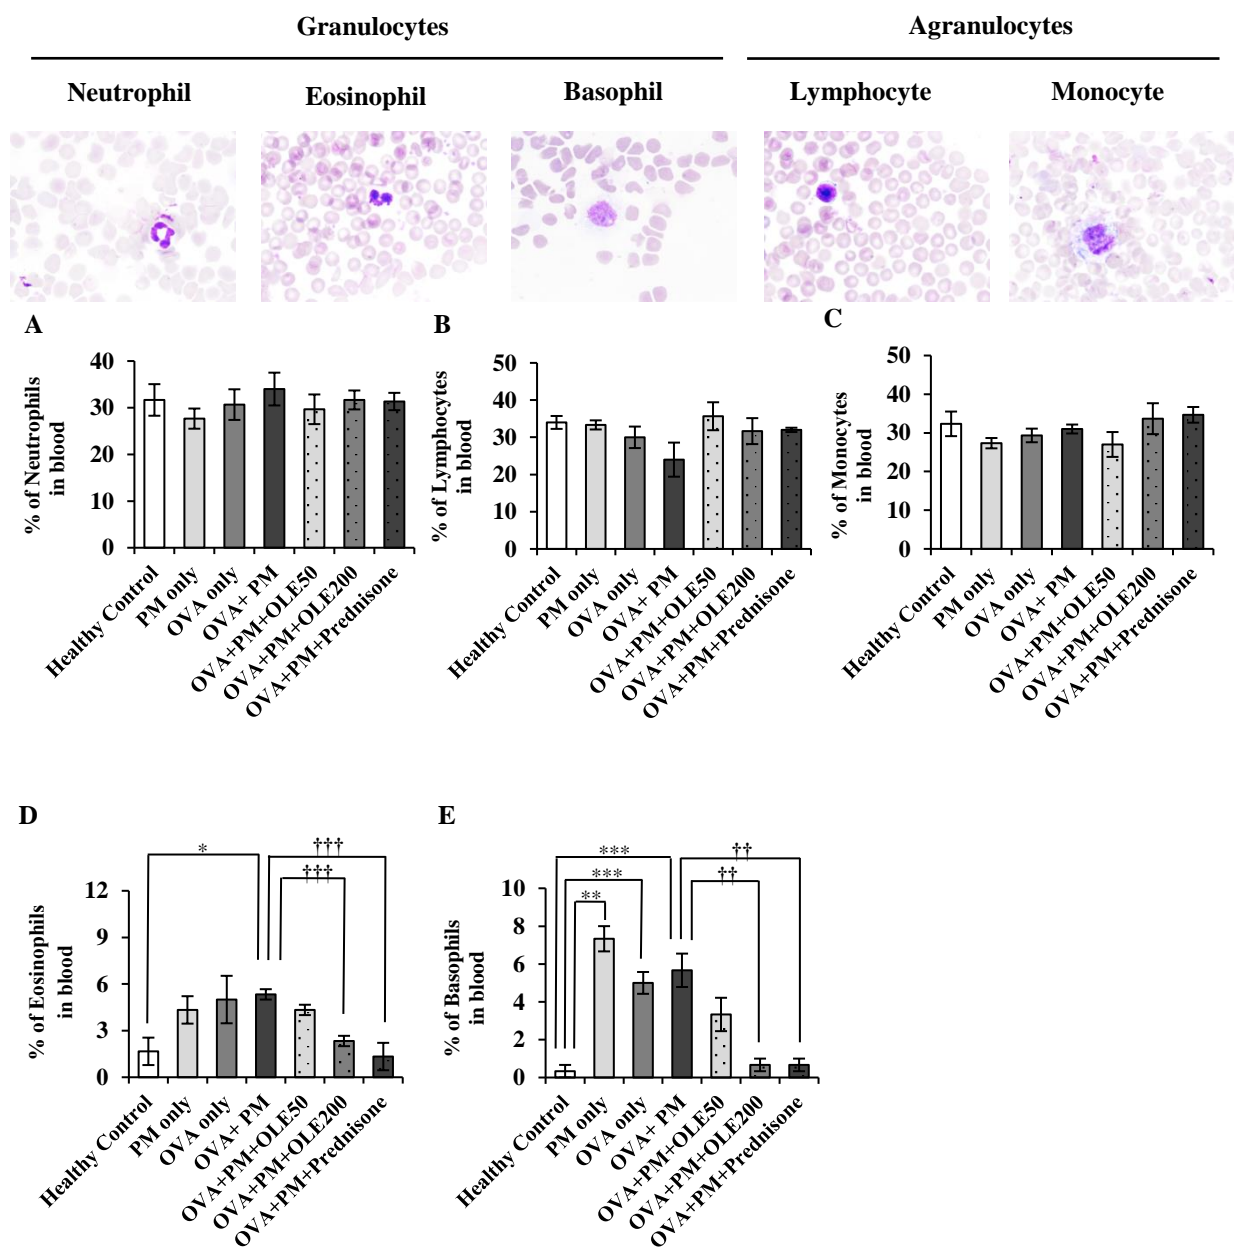 Granulocytes
Agranulocytes
Neutrophil
Eosinophil
Basophil
Lymphocyte
Monocyte
A
% of Neutrophils
in blood
40
30
20
10
0
Healthy Control
PM only
OVA only
OVA+ PM
OVA+PM+OLE50
OVA+PM+OLE200
OVA+PM+Prednisone
B
% of Lymphocytes
in blood
50
40
30
20
10
0
Healthy Control
PM only
OVA only
OVA+ PM
OVA+PM+OLE50
OVA+PM+OLE200
OVA+PM+Prednisone
C
% of Monocytes
in blood
50
40
30
20
10
0
Healthy Control
PM only
OVA only
OVA+ PM
OVA+PM+OLE50
OVA+PM+OLE200
OVA+PM+Prednisone
D
% of Eosinophils
in blood
12
9
6
3
0
*
†††
†††
Healthy Control
PM only
OVA only
OVA+ PM
OVA+PM+OLE50
OVA+PM+OLE200
OVA+PM+Prednisone
E
% of Basophils
in blood
10
8
6
4
2
0
***
***
**
††
††
Healthy Control
PM only
OVA only
OVA+ PM
OVA+PM+OLE50
OVA+PM+OLE200
OVA+PM+Prednisone